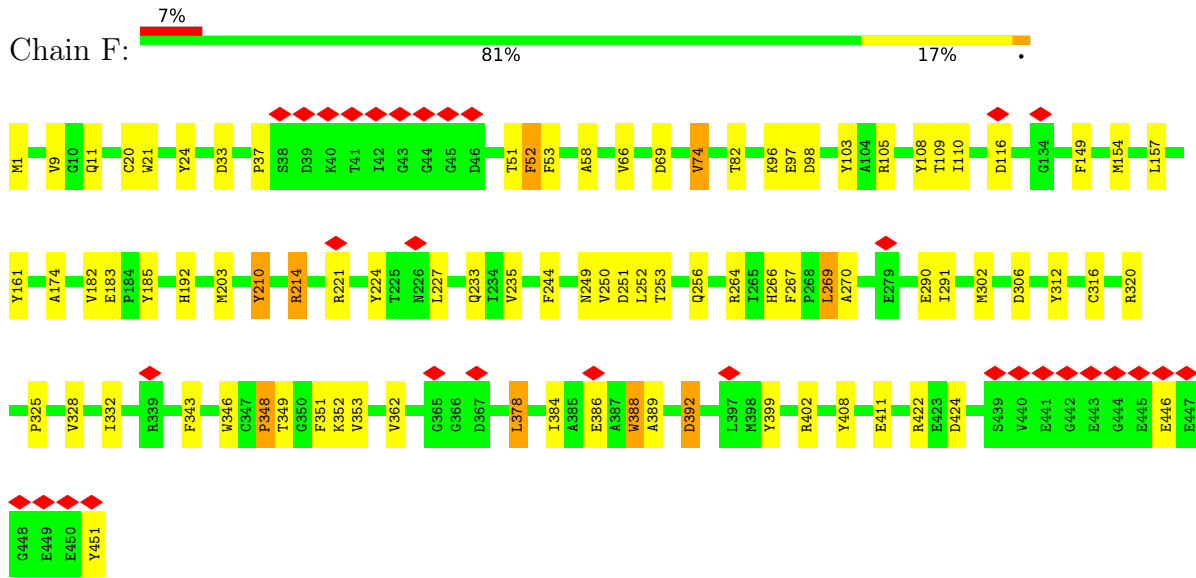 7%
Chain F:
81% 17% •
M1 V9 G10 Q11 C20 W21 Y24 D33 P37 S38 D39 K40 T41 I42 G43 G44 G45 D46 T51 F52 F53 A58 V66 D69 V74 T82 K96 E97 D98 Y103 A104 R105 Y108 T109 I110 D116 G134 F149 M154 L157
Y161 A174 V182 E183 P184 Y185 H192 M203 Y210 R214 R221 Y224 T225 N226 L227 Q233 I234 V235 F244 N249 V250 D251 L252 T253 Q256 R264 I265 H266 F267 P268 L269 A270 E279 E290 I291 M302 D306 Y312 C316 R320
P325 V328 I332 R339 F343 W346 C347 P348 T349 G350 F351 K352 V353 V362 G365 G366 D367 L378 I384 A385 E386 A387 W388 A389 D392 L397 M398 Y399 R402 Y408 E411 R422 E423 D424 S439 V440 E441 G442 E443 G444 E445 E446 E447
G448 E449 E450 Y451